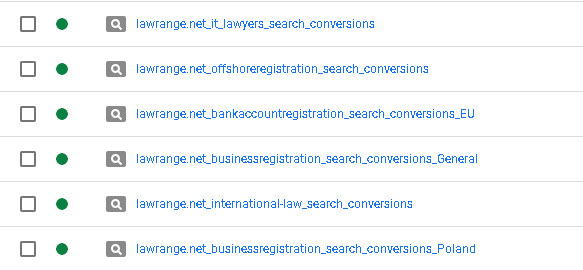 lawrange.net_it_lawyers_search_conversions
lawrange.net_offshoreregistration_search_conversions
lawrange.net_bankaccountregistration_search_conversions_EU
lawrange.net_businessregistration_search_conversions_General
lawrange.net_international-law_search_conversions
lawrange.net_businessregistration_search_conversions_Poland